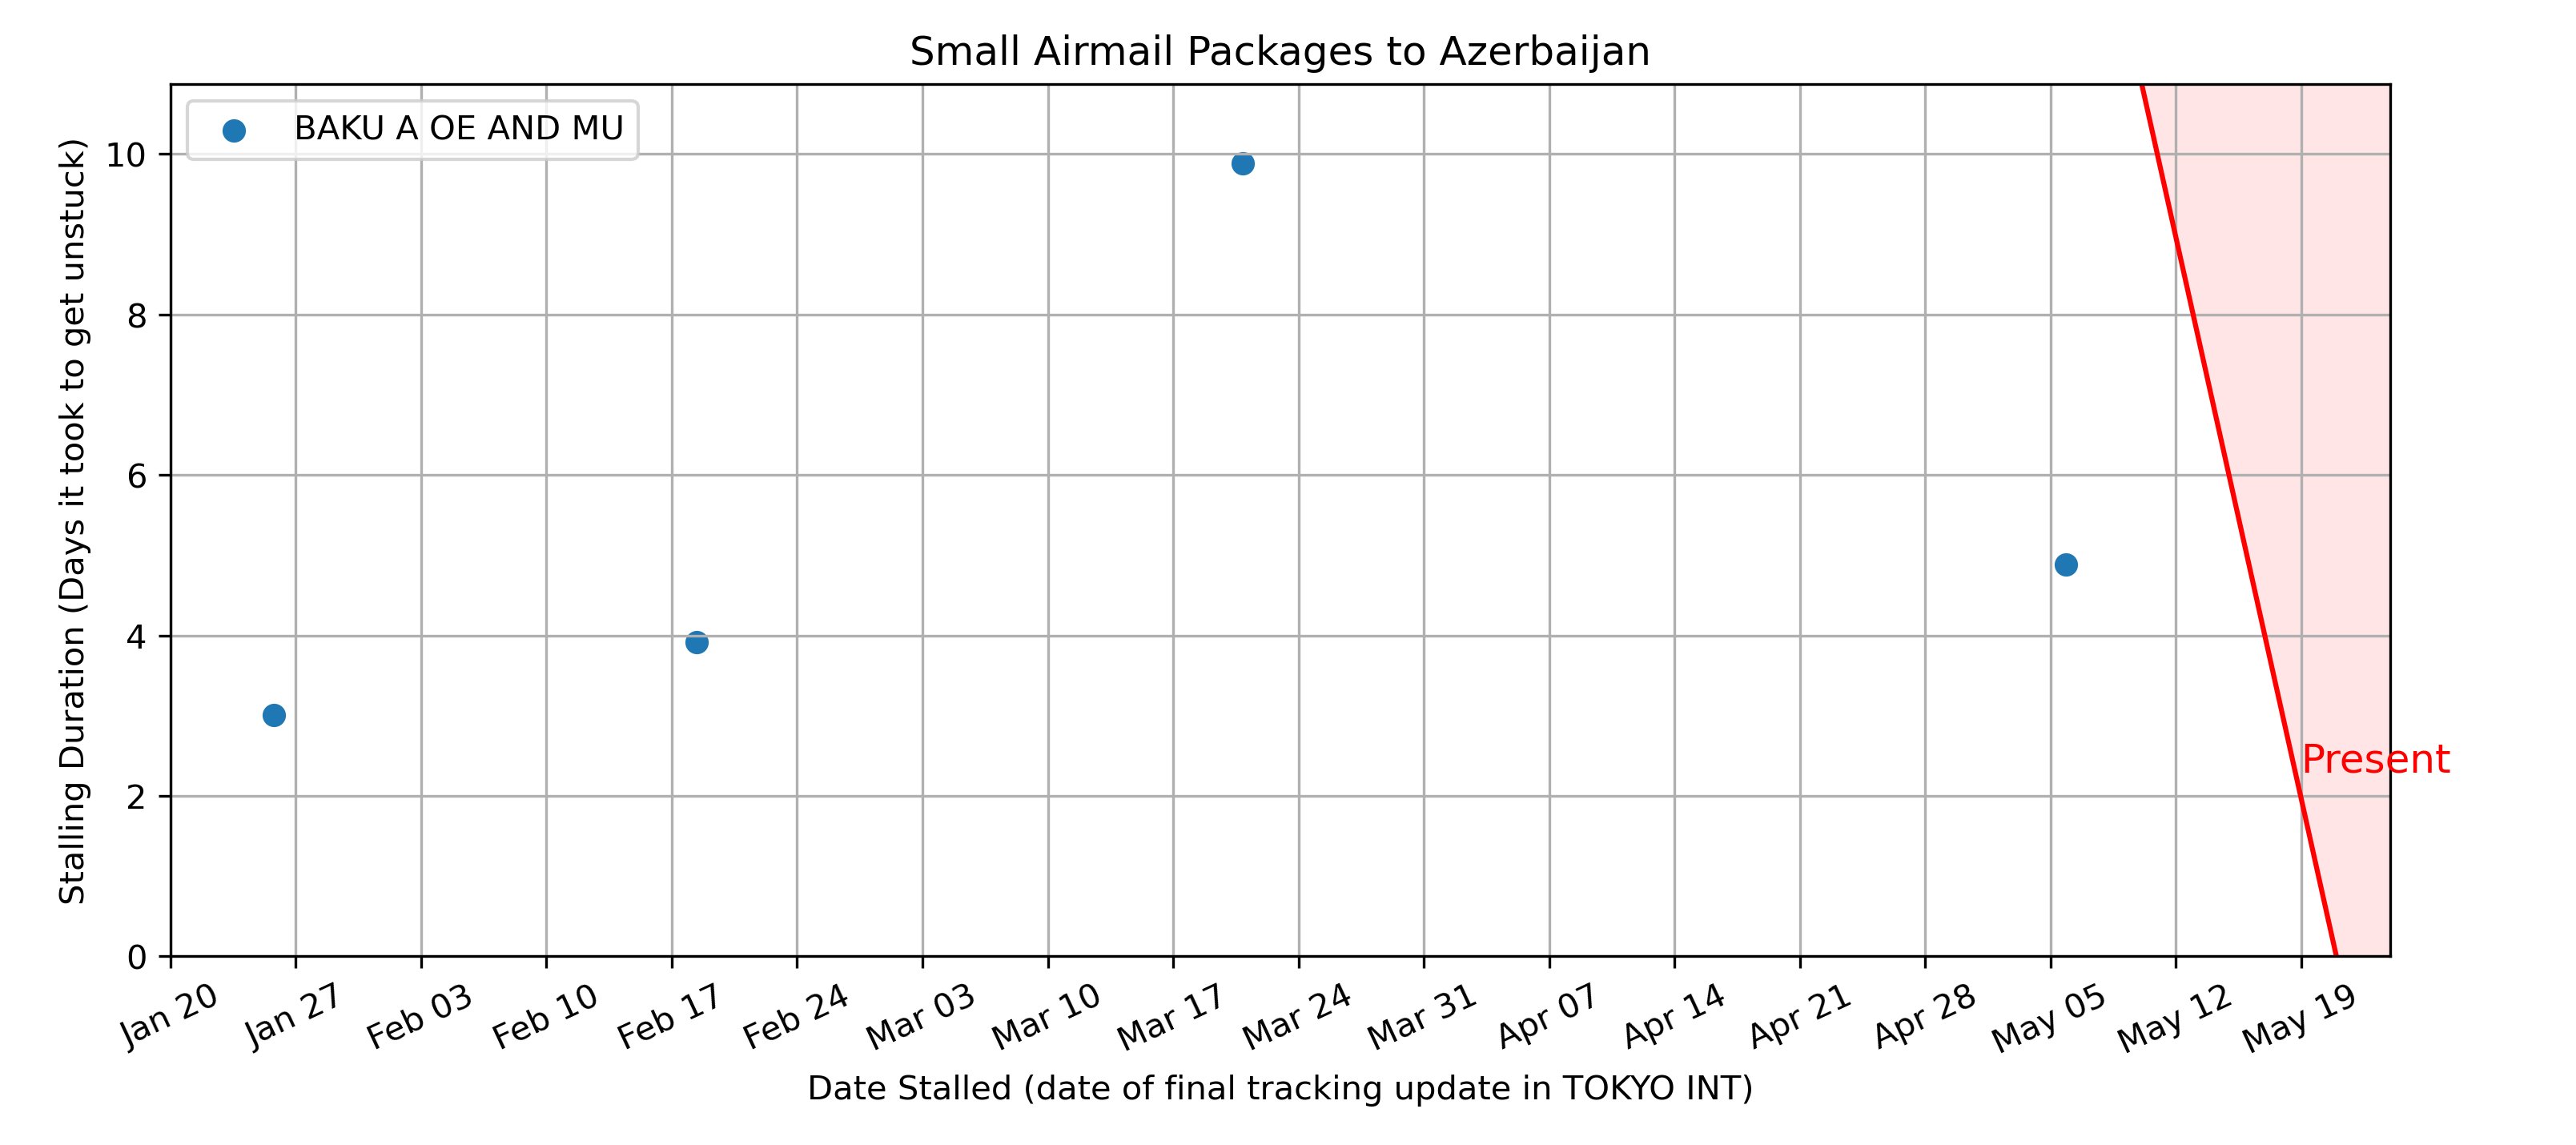 Small Airmail Packages to Azerbaijan
BAKU A OE AND MU
Stalling Duration (Days it took to get unstuck)
10
8
6
4
2
0
Present
Jan 20
Jan 27
Feb 03
Feb 10
Feb 17
Feb 24
Mar 03
Mar 10
Mar 17
Mar 24
Mar 31
Apr 07
Apr 14
Apr 21
Apr 28
May 05
May 12
May 19
Date Stalled (date of final tracking update in TOKYO INT)